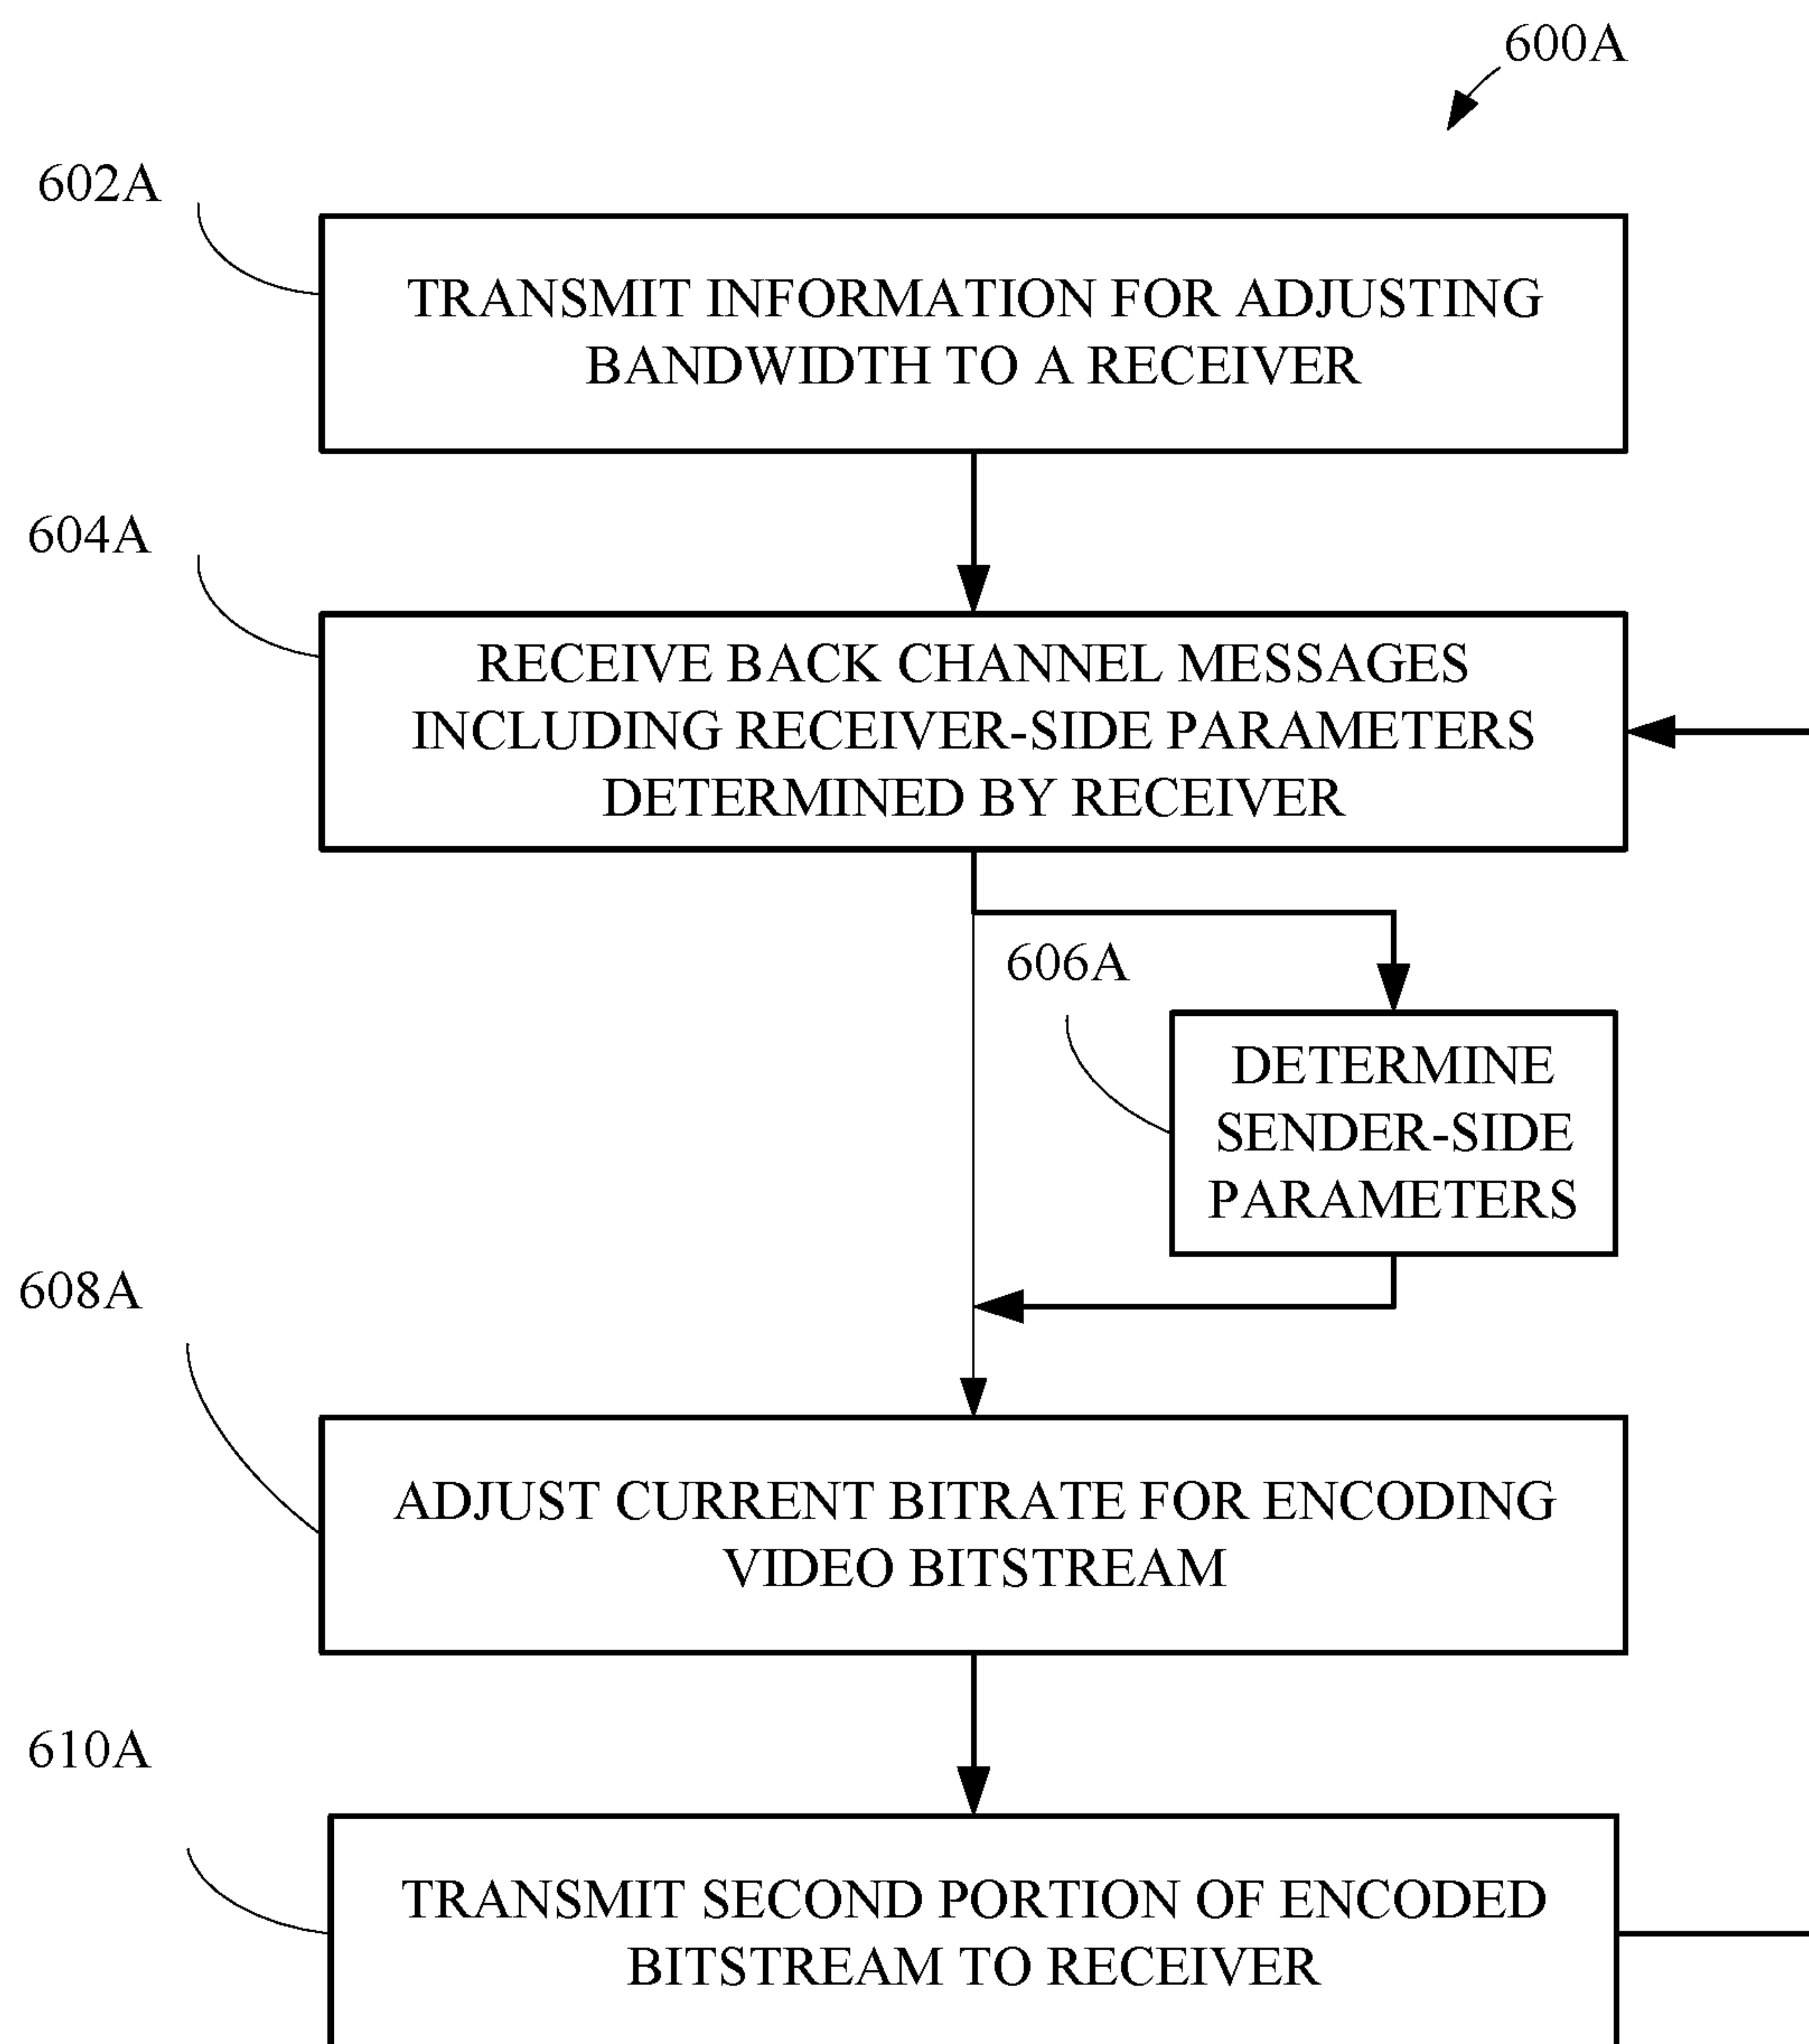 600A
602A
TRANSMIT INFORMATION FOR ADJUSTING
BANDWIDTH TO A RECEIVER
604A
RECEIVE BACK CHANNEL MESSAGES
INCLUDING RECEIVER-SIDE PARAMETERS
DETERMINED BY RECEIVER
606A
DETERMINE
SENDER-SIDE
PARAMETERS
608A
ADJUST CURRENT BITRATE FOR ENCODING
VIDEO BITSTREAM
610A
TRANSMIT SECOND PORTION OF ENCODED
BITSTREAM TO RECEIVER